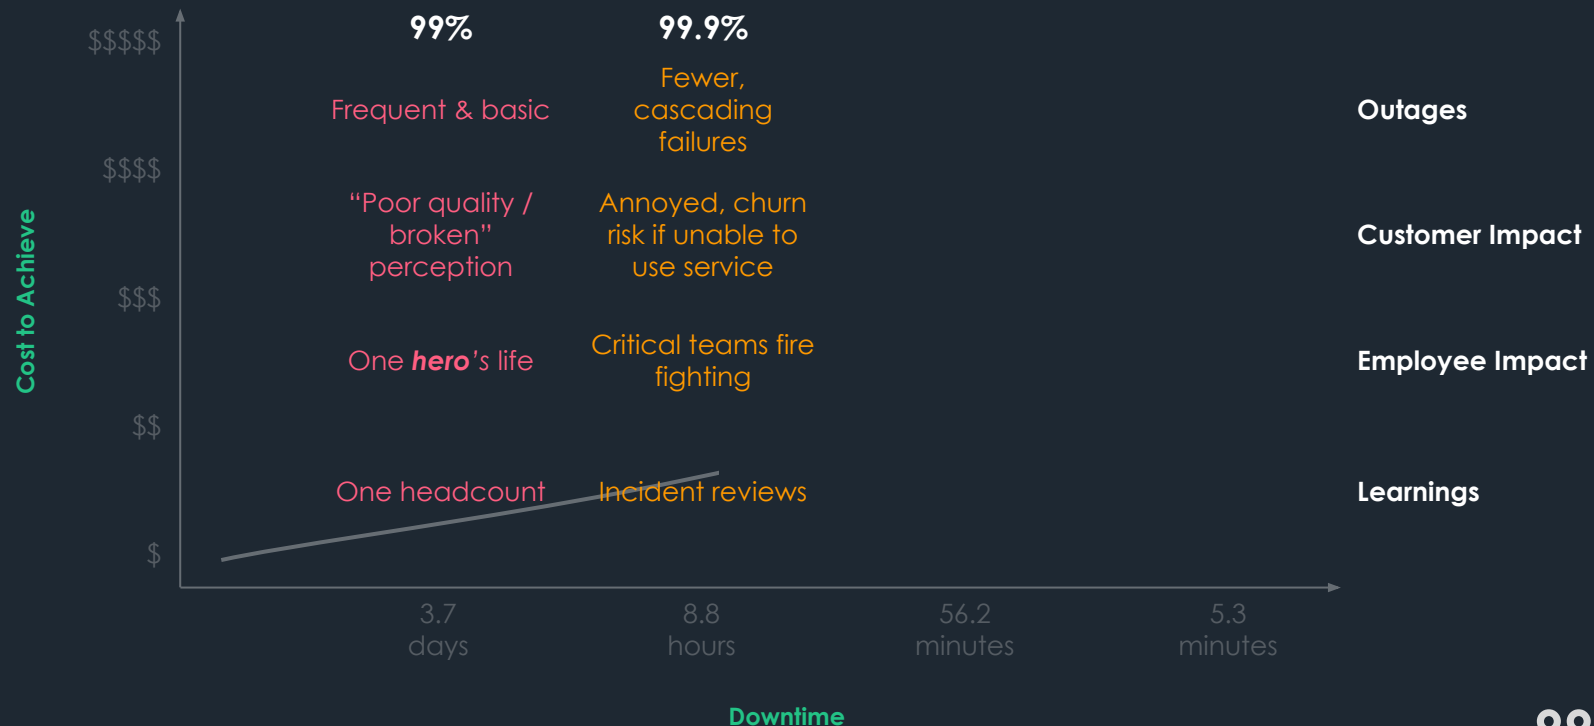 99%
99.9%
$$$$$
$$$$
$$$
$$
$
Cost to Achieve
Frequent & basic
Fewer,
cascading
failures
Outages
“Poor quality /
broken”
perception
Annoyed, churn
risk if unable to
use service
Customer Impact
One hero’s life
Critical teams fire
fighting
Employee Impact
One headcount
Incident reviews
Learnings
3.7
days
8.8
hours
56.2
minutes
5.3
minutes
Downtime